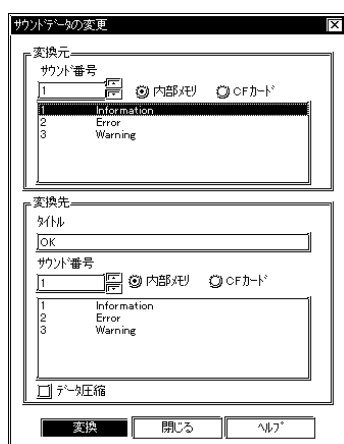 サウンドデータの変更
変換元
サウンド番号
1 内部メモリ CFカード
1 Information
2 Error
3 Warning
変換先
タイトル
OK
サウンド番号
1 内部メモリ CFカード
1 Information
2 Error
3 Warning
データ圧縮
変換 閉じる ヘルプ